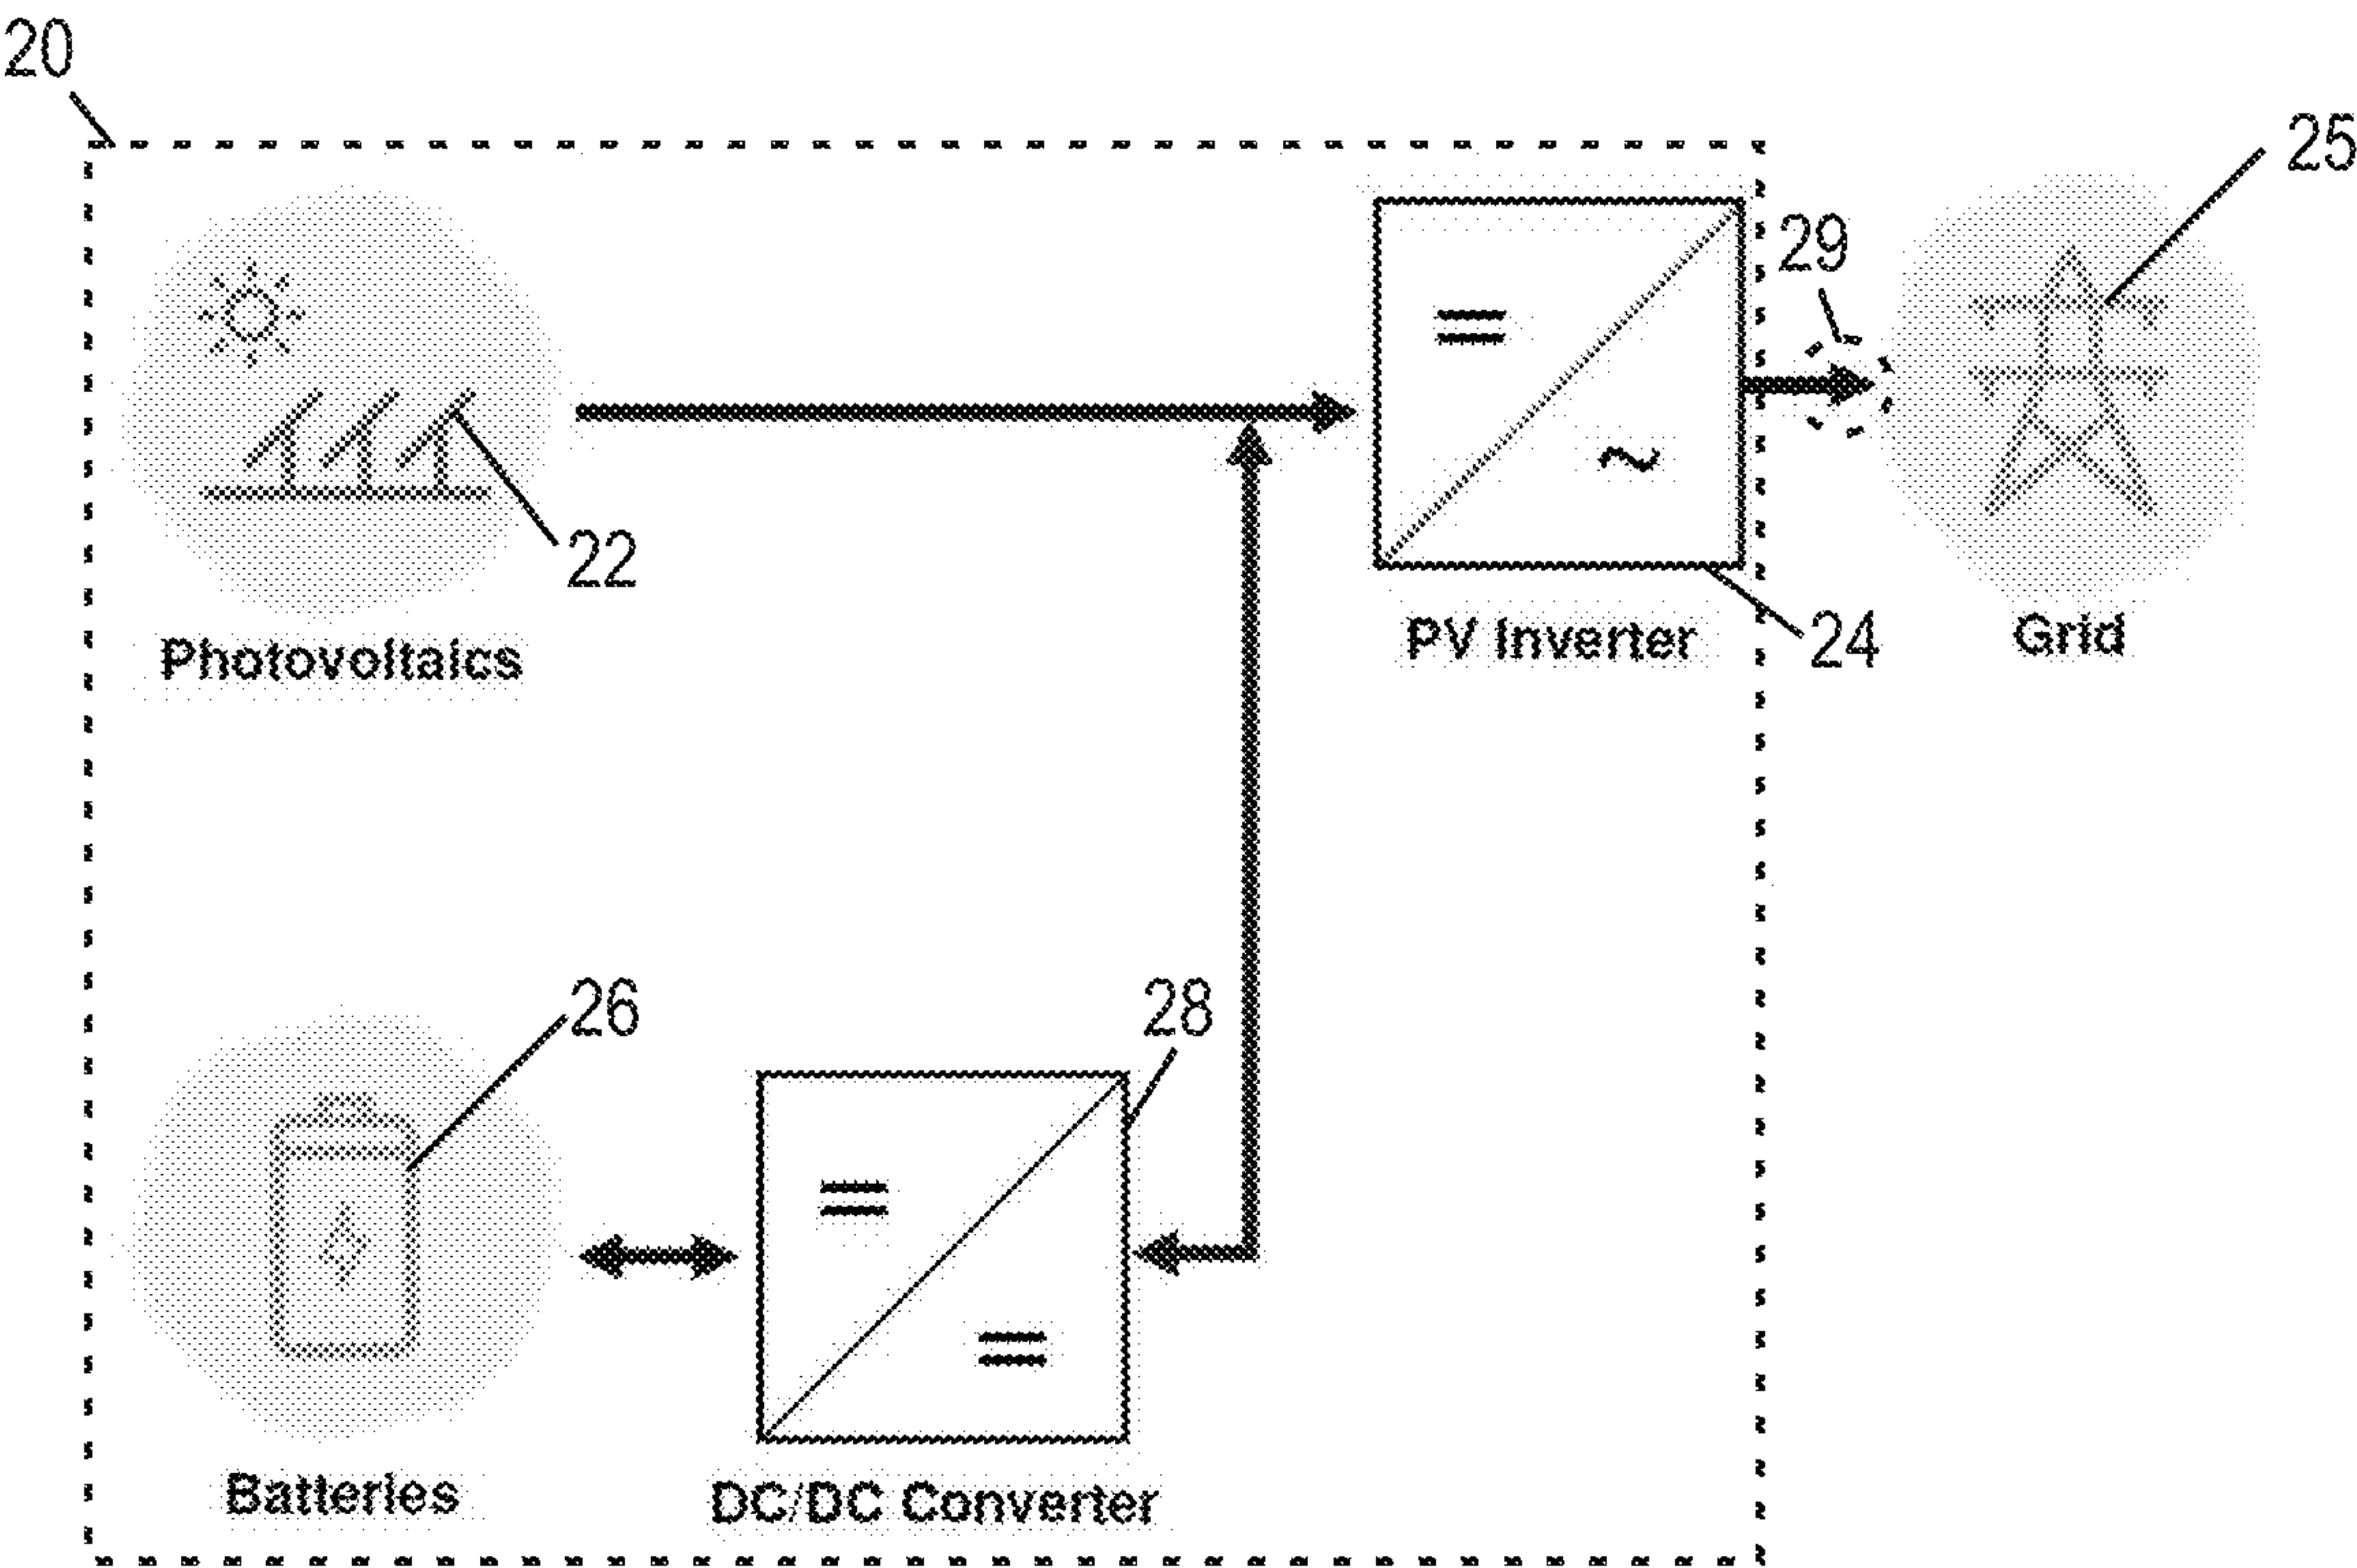 20
25
29
22
Photovoltaics
PV Inverter
24
Grid
26
28
Batteries
DC/DC Converter